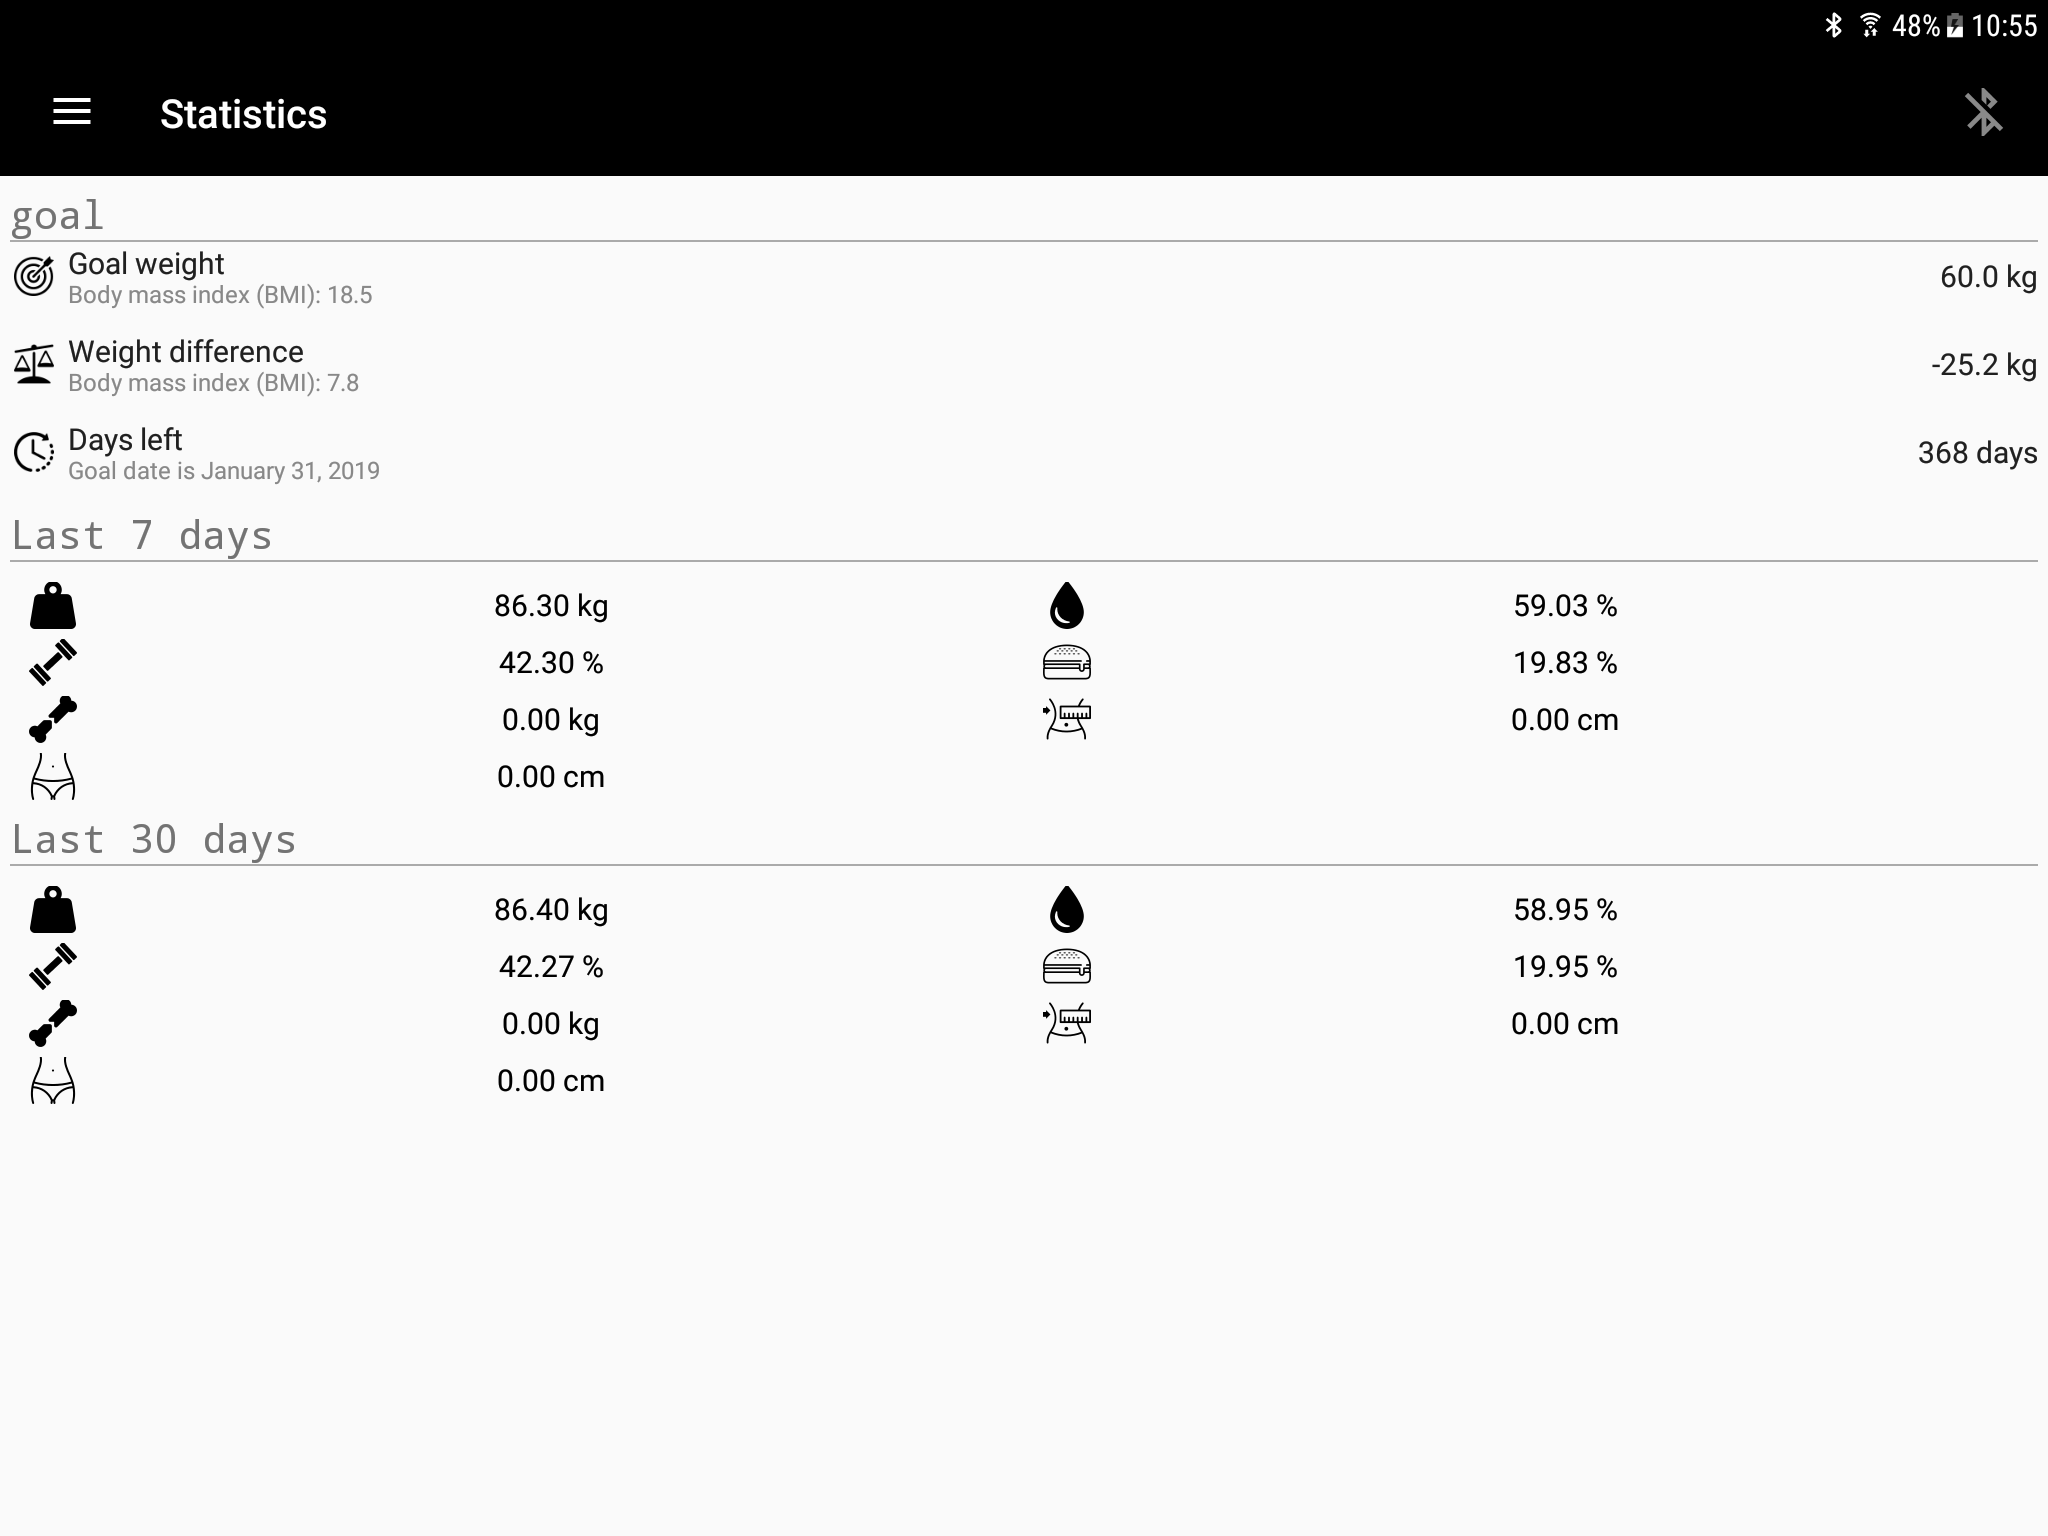 48% 10:55
Statistics
goal
Goal weight
Body mass index (BMI): 18.5
60.0 kg
Weight difference
Body mass index (BMI): 7.8
-25.2 kg
Days left
Goal date is January 31, 2019
368 days
Last 7 days
86.30 kg 59.03 %
42.30 % 19.83 %
0.00 kg 0.00 cm
0.00 cm
Last 30 days
86.40 kg 58.95 %
42.27 % 19.95 %
0.00 kg 0.00 cm
0.00 cm